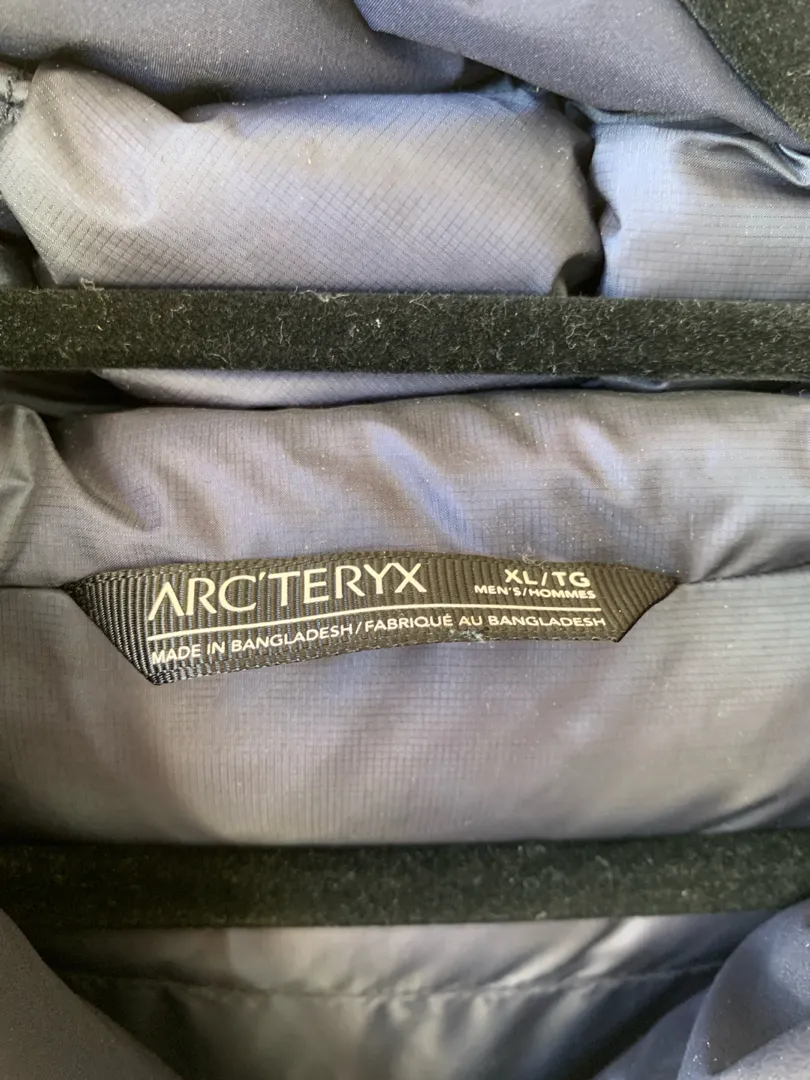 ARC'TERYX
XL/TG
MEN'S/HOMMES
MADE IN BANGLADESH/FABRIQUÉ AU BANGLADESH